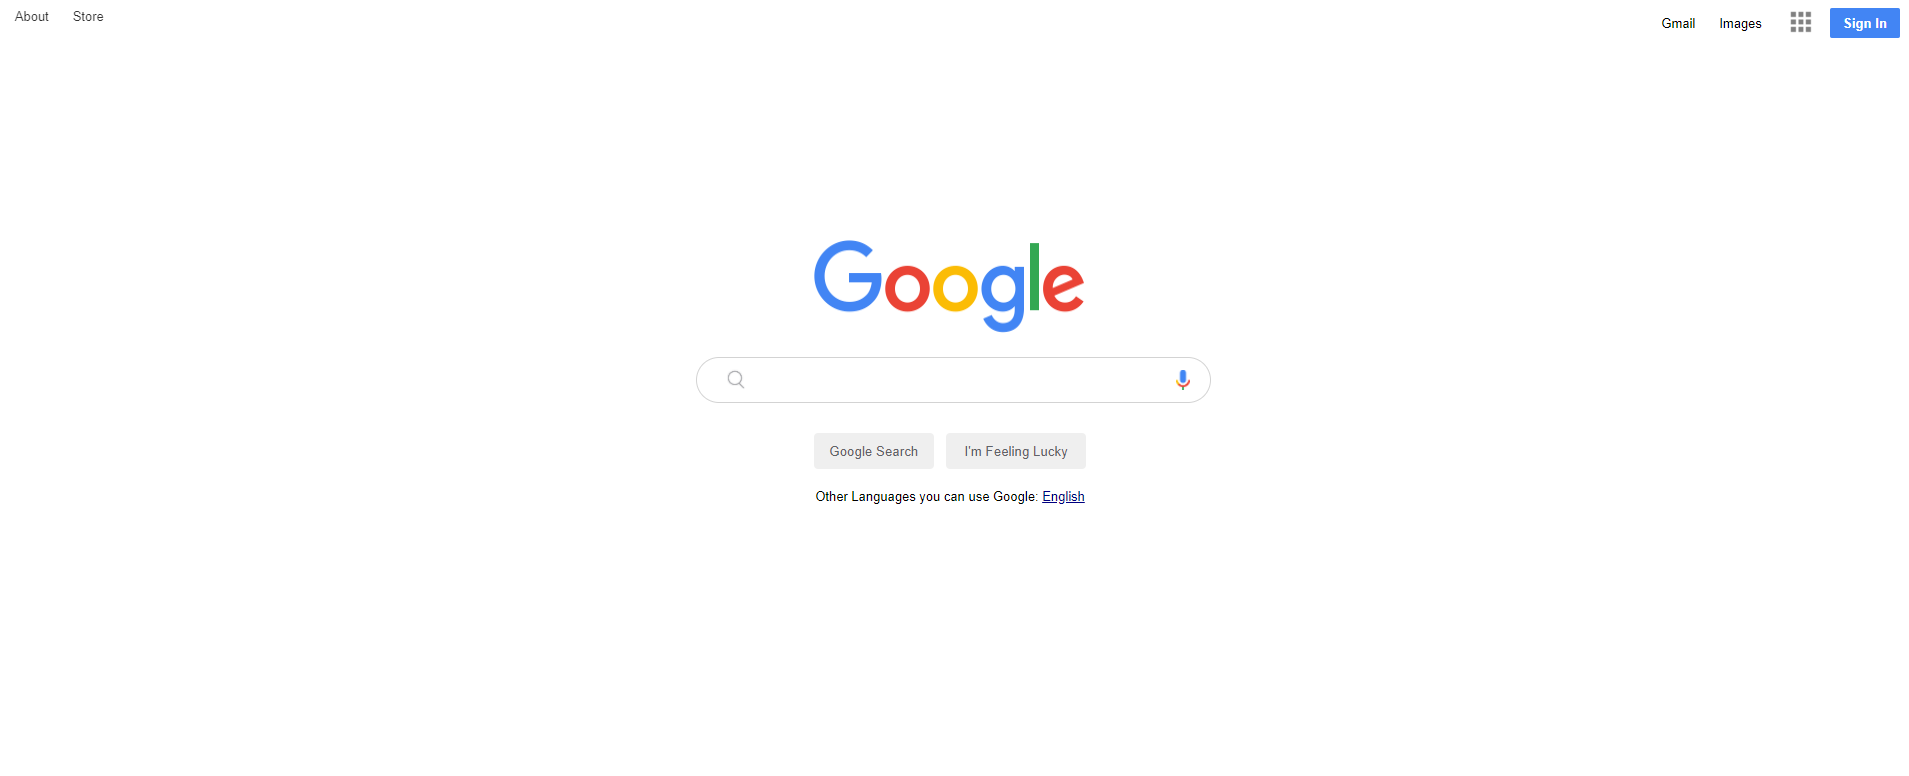 About Store
Gmail Images Sign In
Google
Google Search I'm Feeling Lucky
Other Languages you can use Google: English